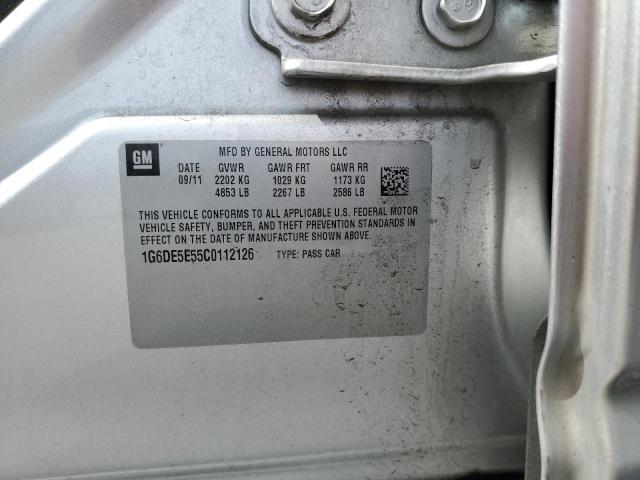 GM
MFD BY GENERAL MOTORS LLC
DATE GVWR GAWR FRT GAWR RR
09/11 2202 KG 1029 KG 1173 KG
4853 LB 2267 LB 2586 LB
THIS VEHICLE CONFORMS TO ALL APPLICABLE U.S. FEDERAL MOTOR
VEHICLE SAFETY, BUMPER, AND THEFT PREVENTION STANDARDS IN
EFFECT ON THE DATE OF MANUFACTURE SHOWN ABOVE.
1G6DE5E55C0112126 TYPE: PASS CAR